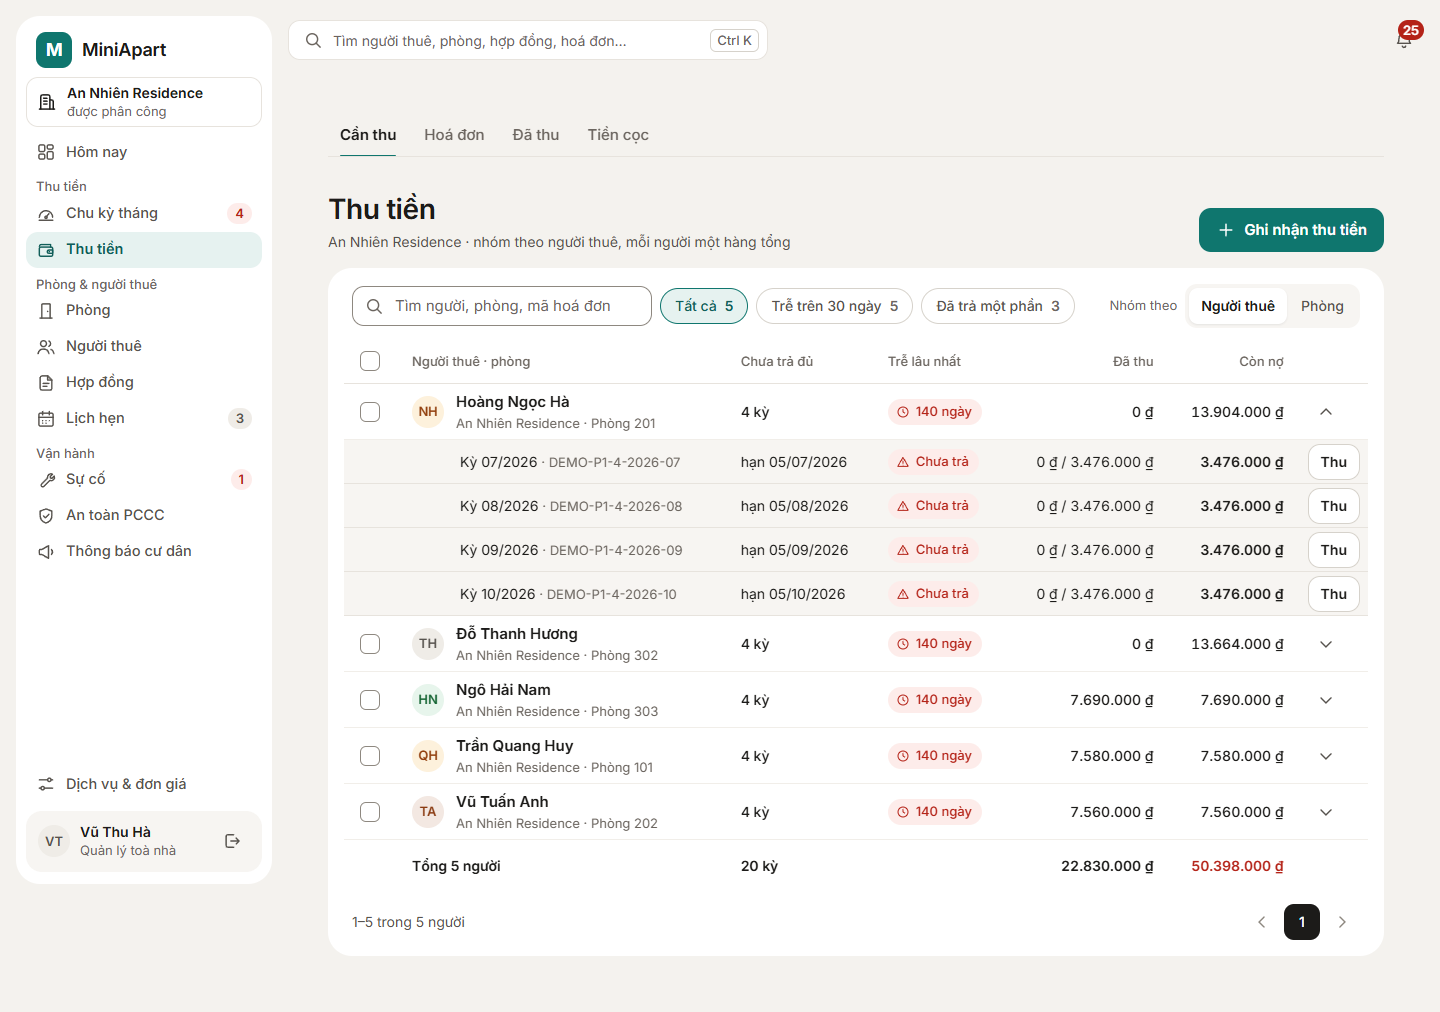 M MiniApart
An Nhiên Residence
được phân công
Hôm nay
Thu tiền
Chu kỳ tháng 4
Thu tiền
Phòng & người thuê
Phòng
Người thuê
Hợp đồng
Lịch hẹn 3
Vận hành
Sự cố 1
An toàn PCCC
Thông báo cư dân
Dịch vụ & đơn giá
VT Vũ Thu Hà
Quản lý toà nhà
Tìm người thuê, phòng, hợp đồng, hoá đơn... Ctrl K
25
Cần thu Hoá đơn Đã thu Tiền cọc
Thu tiền
An Nhiên Residence · nhóm theo người thuê, mỗi người một hàng tổng
Ghi nhận thu tiền
Tìm người, phòng, mã hoá đơn Tất cả 5 Trễ trên 30 ngày 5 Đã trả một phần 3 Nhóm theo Người thuê Phòng
Người thuê · phòng Chưa trả đủ Trễ lâu nhất Đã thu Còn nợ
NH Hoàng Ngọc Hà 4 kỳ 140 ngày 0 ₫ 13.904.000 ₫
An Nhiên Residence · Phòng 201
Kỳ 07/2026 · DEMO-P1-4-2026-07 hạn 05/07/2026 Chưa trả 0 ₫ / 3.476.000 ₫ 3.476.000 ₫ Thu
Kỳ 08/2026 · DEMO-P1-4-2026-08 hạn 05/08/2026 Chưa trả 0 ₫ / 3.476.000 ₫ 3.476.000 ₫ Thu
Kỳ 09/2026 · DEMO-P1-4-2026-09 hạn 05/09/2026 Chưa trả 0 ₫ / 3.476.000 ₫ 3.476.000 ₫ Thu
Kỳ 10/2026 · DEMO-P1-4-2026-10 hạn 05/10/2026 Chưa trả 0 ₫ / 3.476.000 ₫ 3.476.000 ₫ Thu
TH Đỗ Thanh Hương 4 kỳ 140 ngày 0 ₫ 13.664.000 ₫
An Nhiên Residence · Phòng 302
HN Ngô Hải Nam 4 kỳ 140 ngày 7.690.000 ₫ 7.690.000 ₫
An Nhiên Residence · Phòng 303
QH Trần Quang Huy 4 kỳ 140 ngày 7.580.000 ₫ 7.580.000 ₫
An Nhiên Residence · Phòng 101
TA Vũ Tuấn Anh 4 kỳ 140 ngày 7.560.000 ₫ 7.560.000 ₫
An Nhiên Residence · Phòng 202
Tổng 5 người 20 kỳ 22.830.000 ₫ 50.398.000 ₫
1–5 trong 5 người 1